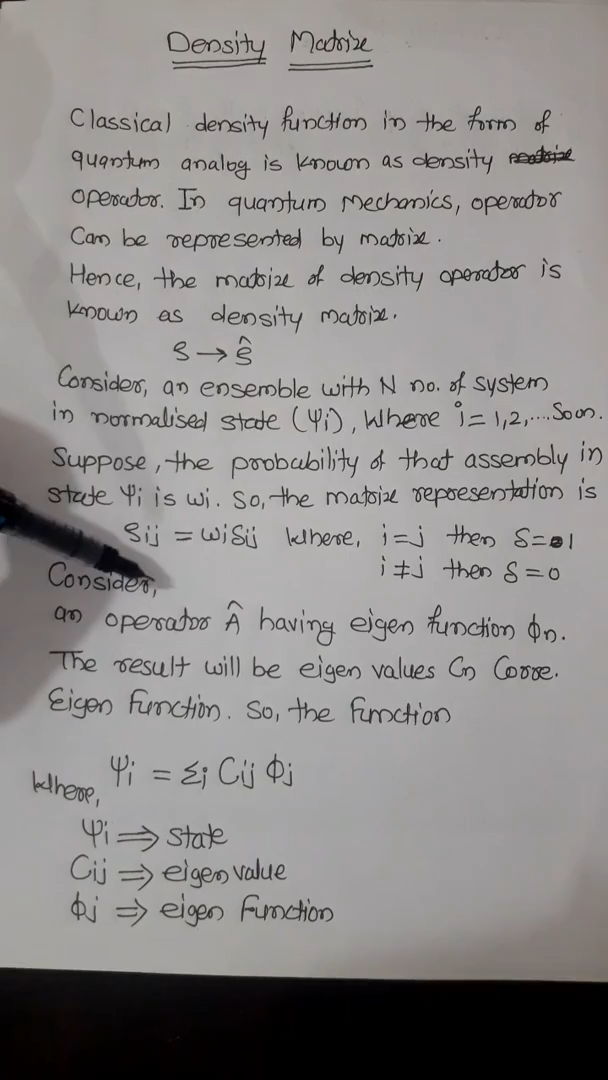 Density Matrix
Classical density function in the form of
quantum analog is known as density
operator. In quantum Mechanics, operator
Can be represented by matrix.
Hence, the matrix of density operator is
known as density matrix.
ρ → ρ̂
Consider, an ensemble with N no. of system
in normalised state (Ψi), Where i = 1,2,... So on.
Suppose, the probability of that assembly in
state Ψi is wi. So, the matrix representation is
ρij = wiδij Where, i=j then δ=1
i≠j then δ=0
Consider,
an operator Â having eigen function Φn.
The result will be eigen values Cn Corre.
Eigen Function. So, the function
Ψi = Σj Cij Φj
Where,
Ψi ⇒ state
Cij ⇒ eigen value
Φj ⇒ eigen function